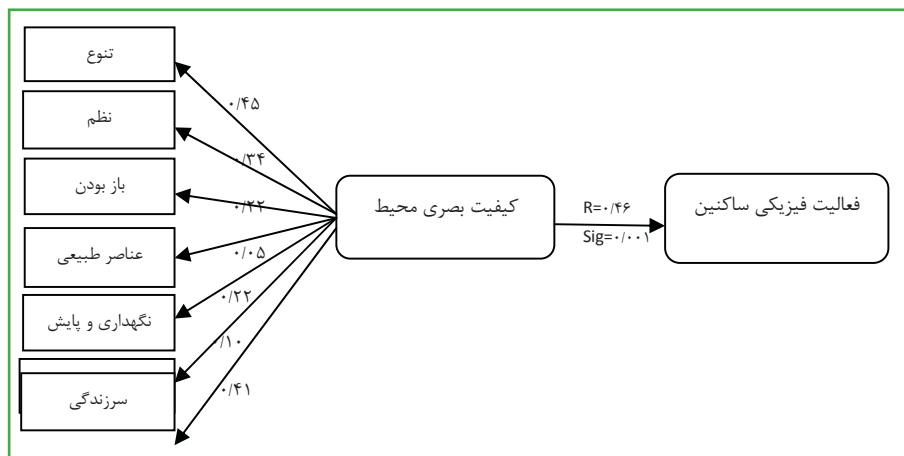 تنوع
نظم
باز بودن
عناصر طبیعی
نگهداری و پایش
سرزندگی
۰/۴۵
۰/۳۴
۰/۲۲
۰/۰۵
۰/۲۲
۰/۱۰
۰/۴۱
کیفیت بصری محیط
R=۰/۴۶
Sig=۰/۰۰۱
فعالیت فیزیکی ساکنین